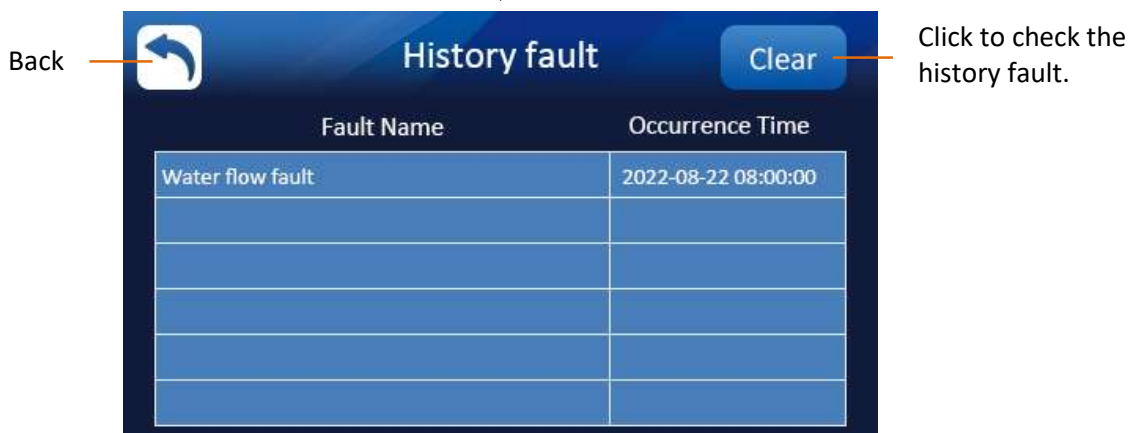 Back
History fault
Clear
Click to check the
history fault.
Fault Name
Occurrence Time
Water flow fault
2022-08-22 08:00:00